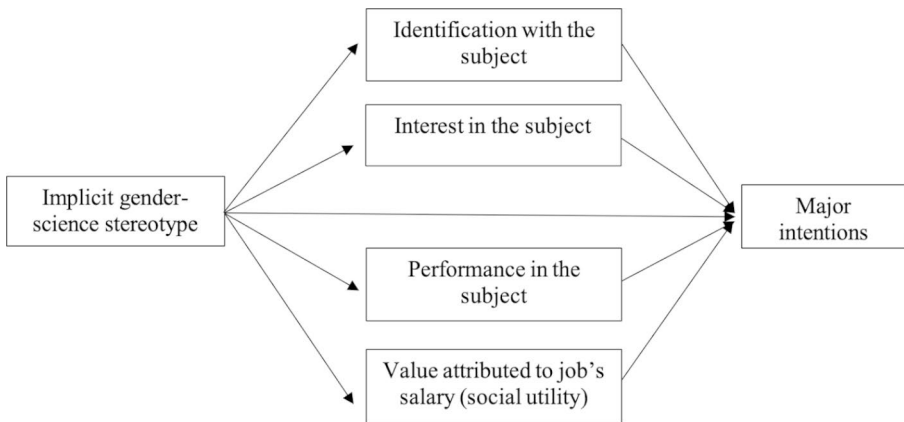 Identification with the
subject
Interest in the subject
Implicit gender-
science stereotype
Major
intentions
Performance in the
subject
Value attributed to job's
salary (social utility)